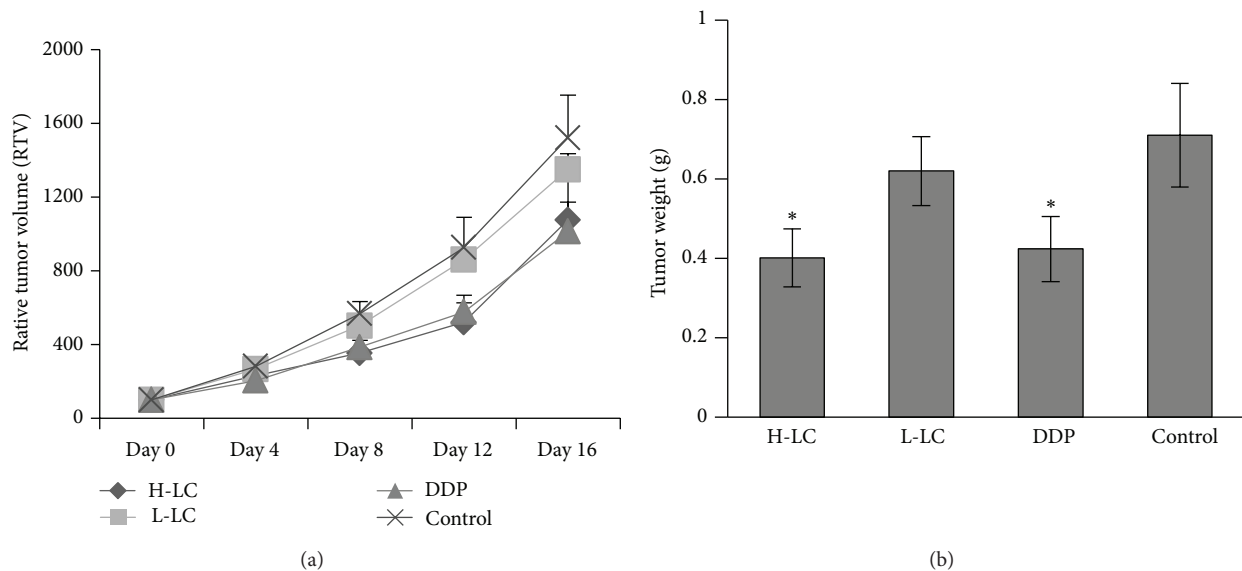 2000
1600
1200
800
400
0
Rative tumor volume (RTV)
Day 0 Day 4 Day 8 Day 12 Day 16
H-LC DDP
L-LC Control
(a)
1
0.8
0.6
0.4
0.2
0
Tumor weight (g)
* *
H-LC L-LC DDP Control
(b)